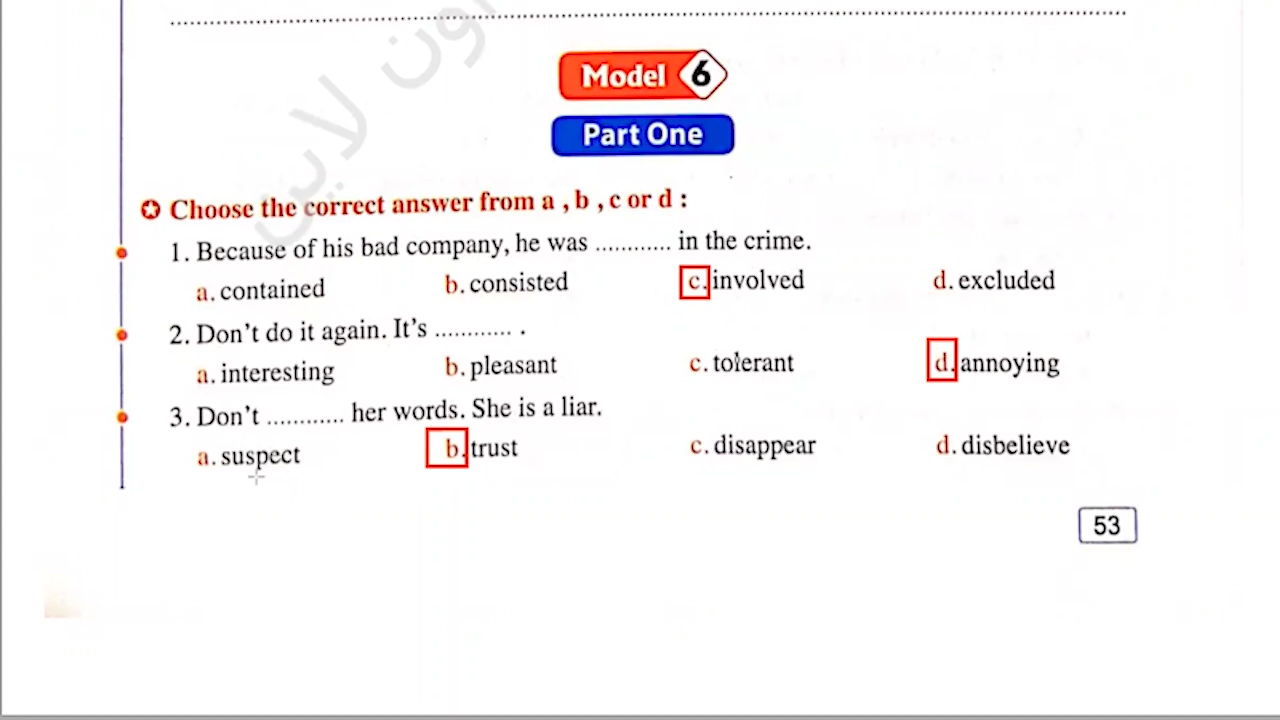 Model 6
Part One
Choose the correct answer from a , b , c or d :
1. Because of his bad company, he was ............ in the crime.
a. contained b. consisted c. involved d. excluded
2. Don't do it again. It's ............ .
a. interesting b. pleasant c. tolerant d. annoying
3. Don't ............ her words. She is a liar.
a. suspect b. trust c. disappear d. disbelieve
53
ون لاين